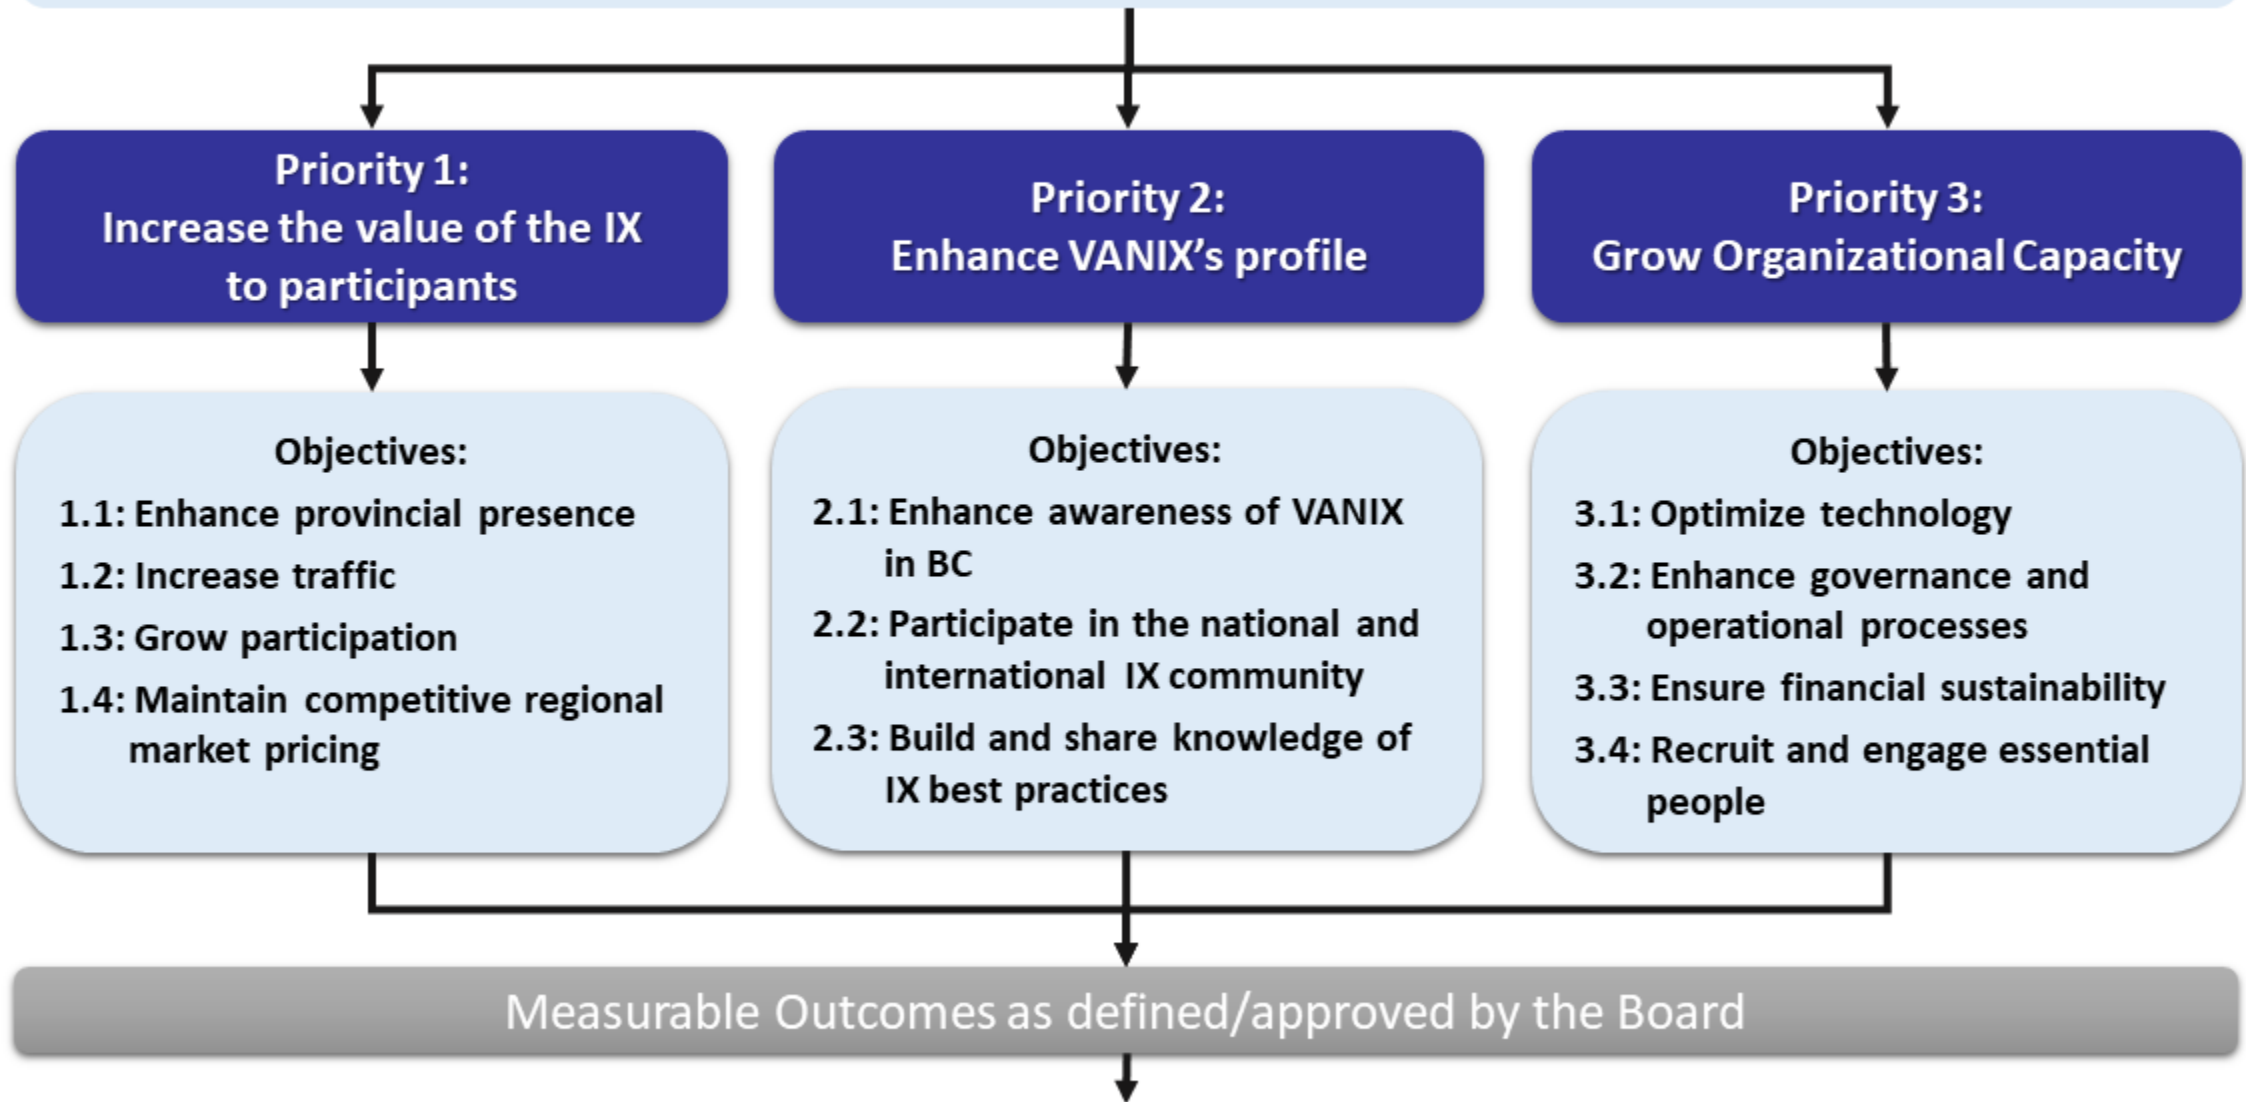 Priority 1:
Increase the value of the IX
to participants
Priority 2:
Enhance VANIX's profile
Priority 3:
Grow Organizational Capacity
Objectives:
1.1: Enhance provincial presence
1.2: Increase traffic
1.3: Grow participation
1.4: Maintain competitive regional
market pricing
Objectives:
2.1: Enhance awareness of VANIX
in BC
2.2: Participate in the national and
international IX community
2.3: Build and share knowledge of
IX best practices
Objectives:
3.1: Optimize technology
3.2: Enhance governance and
operational processes
3.3: Ensure financial sustainability
3.4: Recruit and engage essential
people
Measurable Outcomes as defined/approved by the Board